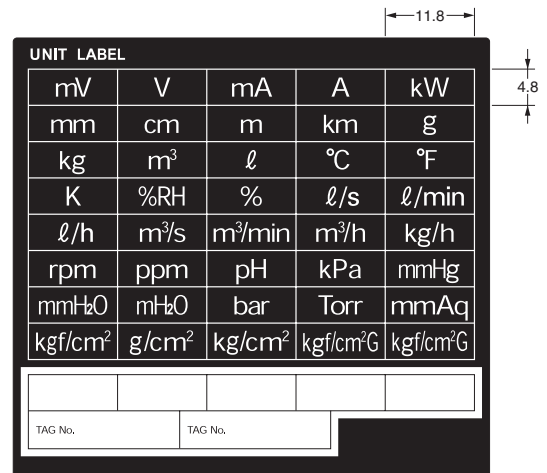 11.8
UNIT LABEL
4.8
mV V mA A kW
mm cm m km g
kg m³ ℓ °C °F
K %RH % ℓ/s ℓ/min
ℓ/h m³/s m³/min m³/h kg/h
rpm ppm pH kPa mmHg
mmH₂O mH₂O bar Torr mmAq
kgf/cm² g/cm² kg/cm² kgf/cm²G kgf/cm²G
TAG No. TAG No.